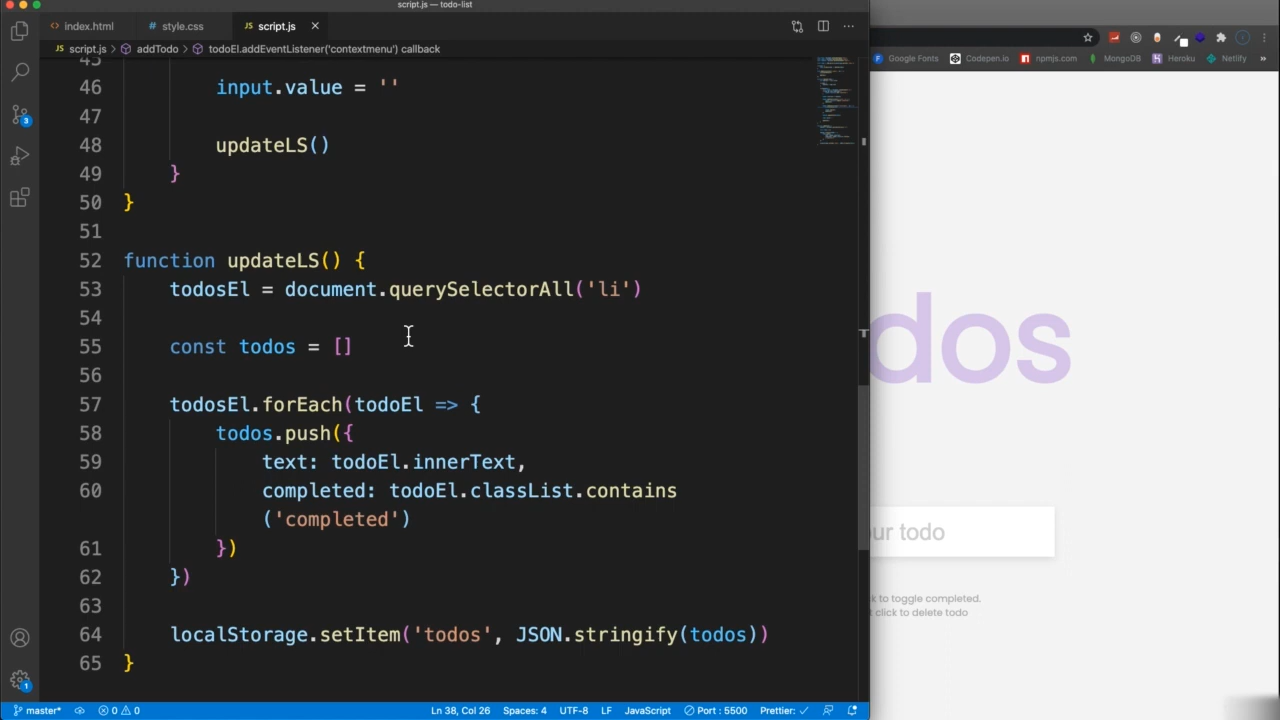 script.js — todo-list
index.html
style.css
JS script.js
JS script.js > addTodo > todoEl.addEventListener('contextmenu') callback
Google Fonts Codepen.io npmjs.com MongoDB Heroku Netlify
45
46 input.value = ''
47
48 updateLS()
49 }
50 }
51
52 function updateLS() {
53 todosEl = document.querySelectorAll('li')
54
55 const todos = []
56
57 todosEl.forEach(todoEl => {
58 todos.push({
59 text: todoEl.innerText,
60 completed: todoEl.classList.contains
('completed')
61 })
62 })
63
64 localStorage.setItem('todos', JSON.stringify(todos))
65 }
dos
ur todo
k to toggle completed.
click to delete todo
3
1
master* 0 0 Ln 38, Col 26 Spaces: 4 UTF-8 LF JavaScript Port : 5500 Prettier: ✓